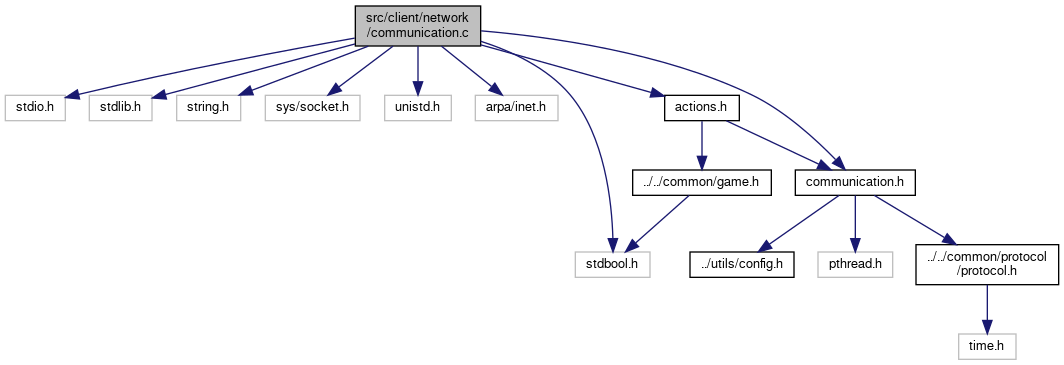 src/client/network
/communication.c
stdio.h
stdlib.h
string.h
sys/socket.h
unistd.h
arpa/inet.h
actions.h
../../common/game.h
communication.h
stdbool.h
../utils/config.h
pthread.h
../../common/protocol
/protocol.h
time.h